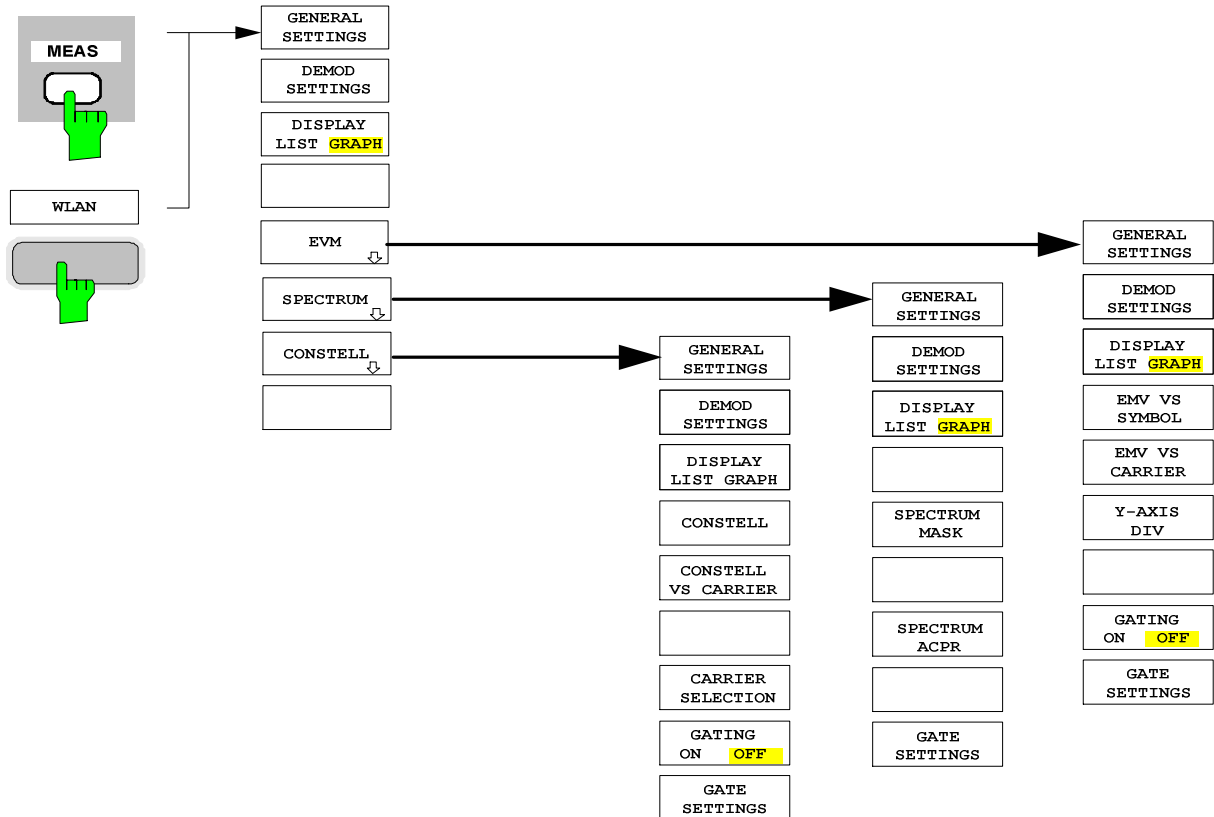 MEAS
WLAN
GENERAL
SETTINGS
DEMOD
SETTINGS
DISPLAY
LIST GRAPH
EVM
SPECTRUM
CONSTELL
GENERAL
SETTINGS
DEMOD
SETTINGS
DISPLAY
LIST GRAPH
CONSTELL
CONSTELL
VS CARRIER
CARRIER
SELECTION
GATING
ON OFF
GATE
SETTINGS
GENERAL
SETTINGS
DEMOD
SETTINGS
DISPLAY
LIST GRAPH
SPECTRUM
MASK
SPECTRUM
ACPR
GATE
SETTINGS
GENERAL
SETTINGS
DEMOD
SETTINGS
DISPLAY
LIST GRAPH
EMV VS
SYMBOL
EMV VS
CARRIER
Y-AXIS
DIV
GATING
ON OFF
GATE
SETTINGS